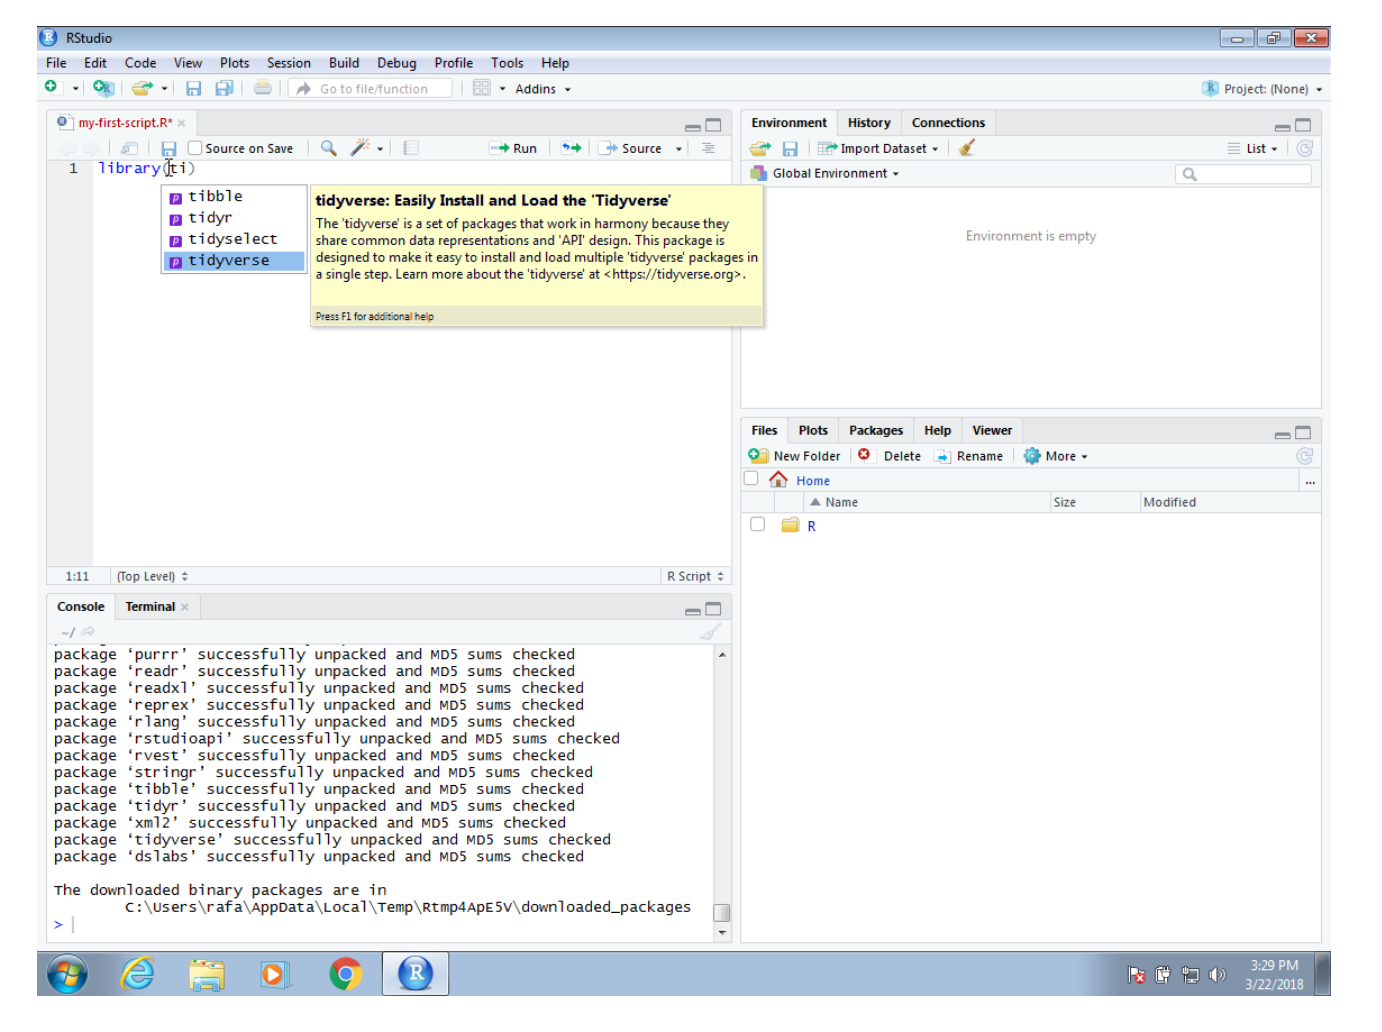 RStudio
File Edit Code View Plots Session Build Debug Profile Tools Help
Go to file/function Addins Project: (None)
my-first-script.R*
Source on Save Run Source
1 library(ti)
tibble
tidyr
tidyselect
tidyverse
tidyverse: Easily Install and Load the 'Tidyverse'
The 'tidyverse' is a set of packages that work in harmony because they
share common data representations and 'API' design. This package is
designed to make it easy to install and load multiple 'tidyverse' packages in
a single step. Learn more about the 'tidyverse' at <https://tidyverse.org>.
Press F1 for additional help
1:11 (Top Level) R Script
Console Terminal
~/
package ‘purrr’ successfully unpacked and MD5 sums checked
package ‘readr’ successfully unpacked and MD5 sums checked
package ‘readxl’ successfully unpacked and MD5 sums checked
package ‘reprex’ successfully unpacked and MD5 sums checked
package ‘rlang’ successfully unpacked and MD5 sums checked
package ‘rstudioapi’ successfully unpacked and MD5 sums checked
package ‘rvest’ successfully unpacked and MD5 sums checked
package ‘stringr’ successfully unpacked and MD5 sums checked
package ‘tibble’ successfully unpacked and MD5 sums checked
package ‘tidyr’ successfully unpacked and MD5 sums checked
package ‘xml2’ successfully unpacked and MD5 sums checked
package ‘tidyverse’ successfully unpacked and MD5 sums checked
package ‘dslabs’ successfully unpacked and MD5 sums checked
The downloaded binary packages are in
C:\Users\rafa\AppData\Local\Temp\Rtmp4ApE5V\downloaded_packages
>
Environment History Connections
Import Dataset List
Global Environment
Environment is empty
Files Plots Packages Help Viewer
New Folder Delete Rename More
Home ...
Name Size Modified
R
3:29 PM
3/22/2018